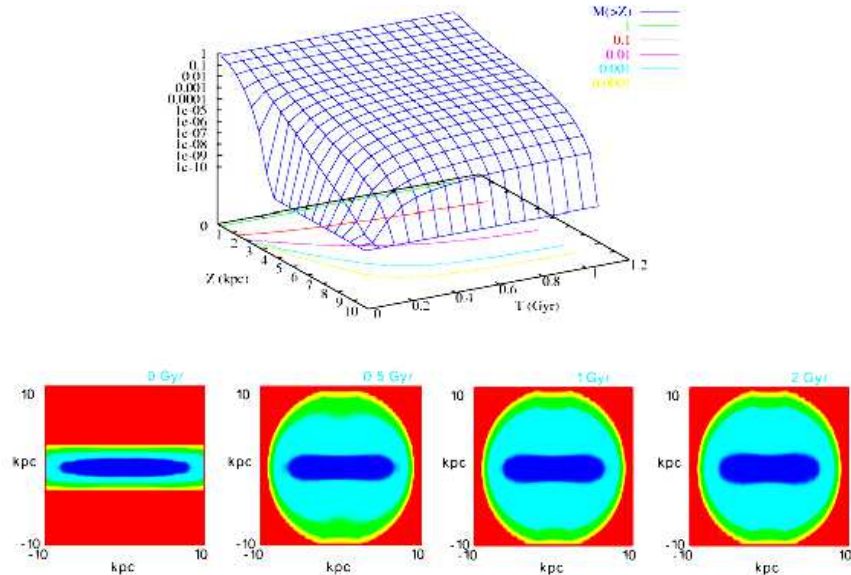 M(>Z)
1
0.1
0.01
0.001
0.0001
1
0.1
0.01
0.001
0.0001
1e-05
1e-06
1e-07
1e-08
1e-09
1e-10
0
1
2
3
4
5
6
7
8
9
10
Z (kpc)
0
0.2
0.4
0.6
0.8
1
1.2
T (Gyr)
0 Gyr
0.5 Gyr
1 Gyr
2 Gyr
10
10
10
10
kpc
kpc
kpc
kpc
-10
-10
-10
-10
-10 10
-10 10
-10 10
-10 10
kpc
kpc
kpc
kpc